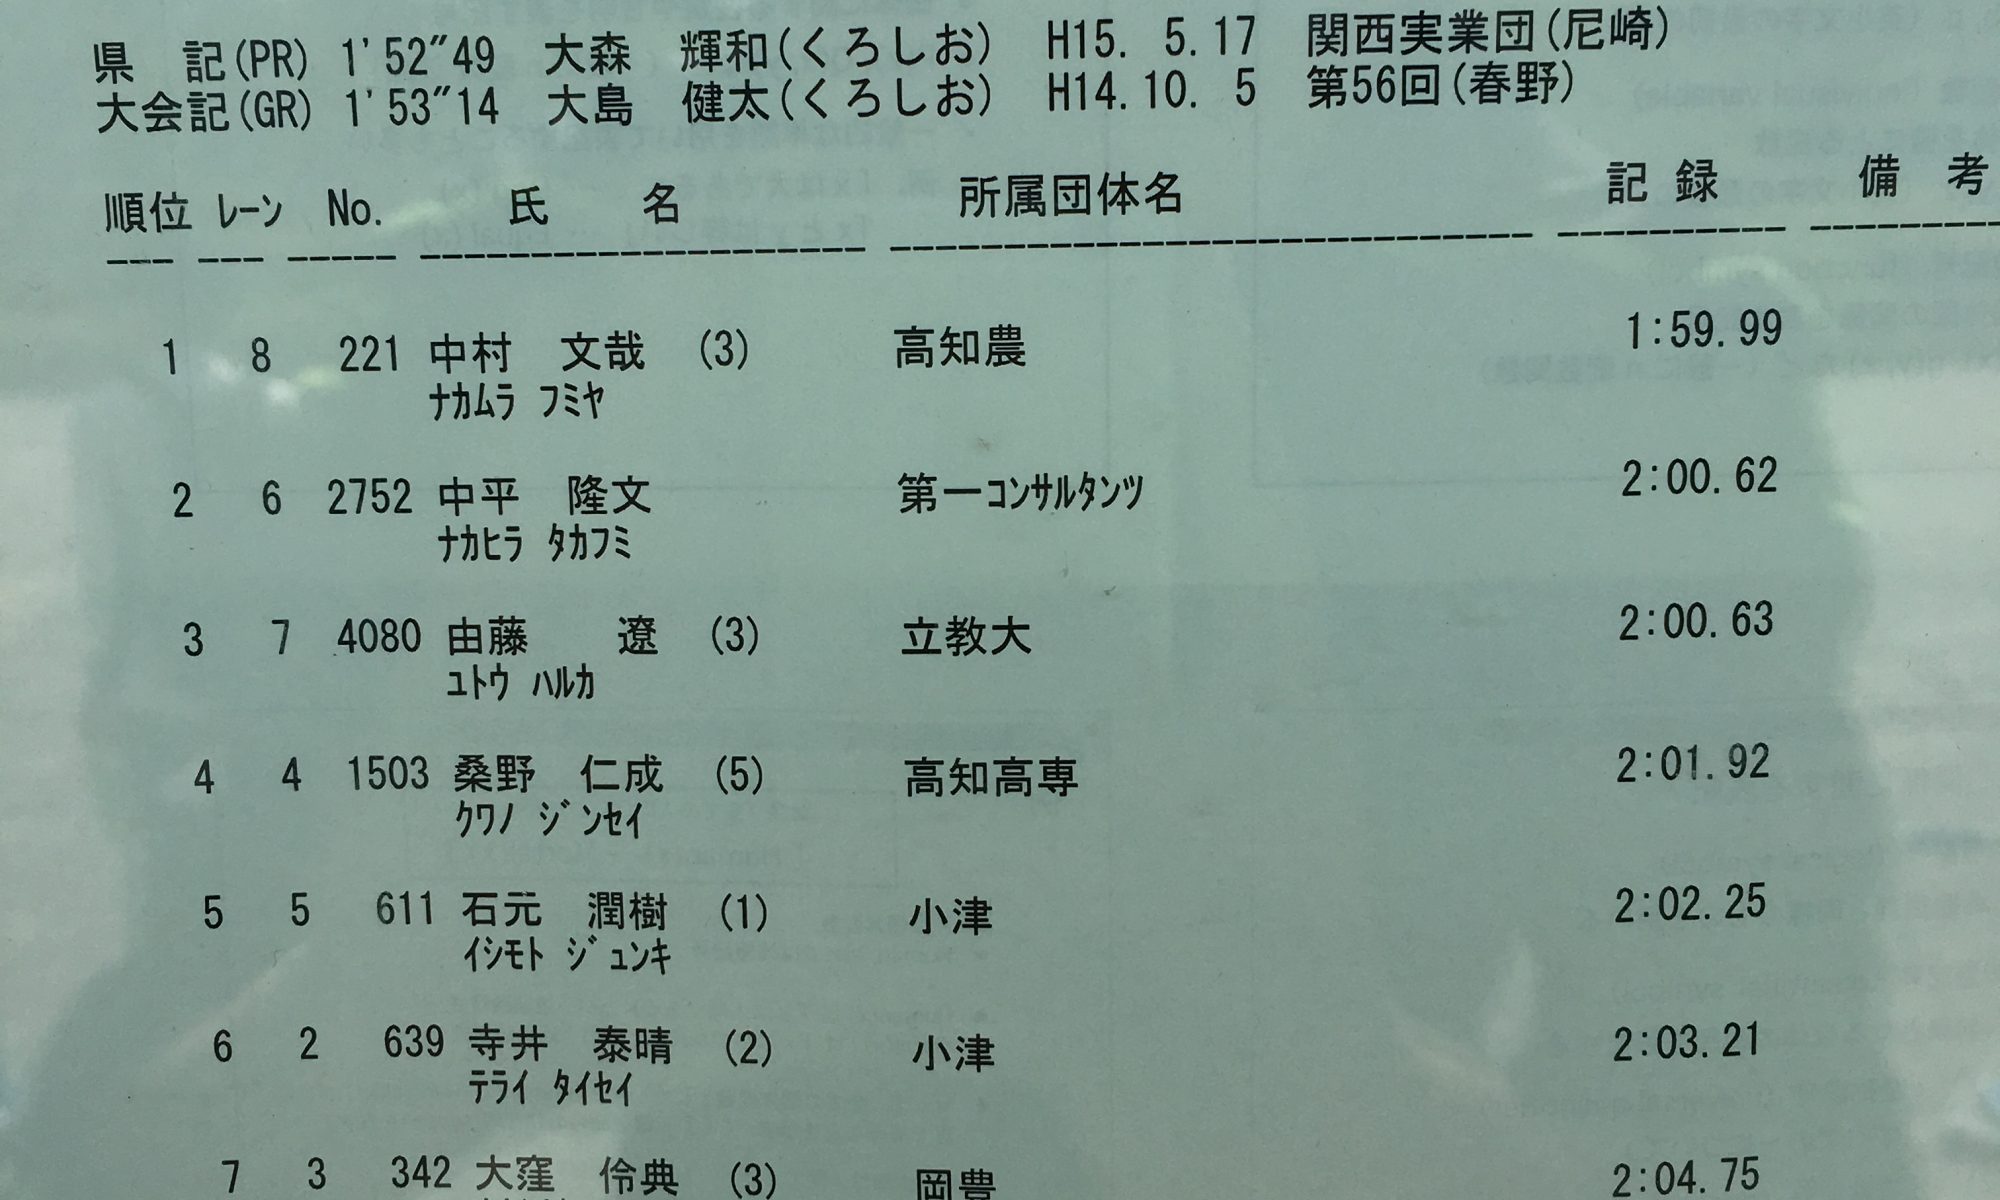 県　記(PR) 1'52"49 大森　輝和(くろしお) H15. 5.17 関西実業団(尼崎)
大会記(GR) 1'53"14 大島　健太(くろしお) H14.10. 5 第56回(春野)
順位 ﾚｰﾝ No. 氏　名 所属団体名 記録 備考
1 8 221 中村　文哉 (3) 高知農 1:59.99
ﾅｶﾑﾗ ﾌﾐﾔ
2 6 2752 中平　隆文 第一ｺﾝｻﾙﾀﾝﾂ 2:00.62
ﾅｶﾋﾗ ﾀｶﾌﾐ
3 7 4080 由藤　遼 (3) 立教大 2:00.63
ﾕﾄｳ ﾊﾙｶ
4 4 1503 桑野　仁成 (5) 高知高専 2:01.92
ｸﾜﾉ ｼﾞﾝｾｲ
5 5 611 石元　潤樹 (1) 小津 2:02.25
ｲｼﾓﾄ ｼﾞｭﾝｷ
6 2 639 寺井　泰晴 (2) 小津 2:03.21
ﾃﾗｲ ﾀｲｾｲ
7 3 342 大窪　伶典 (3) 岡豊 2:04.75